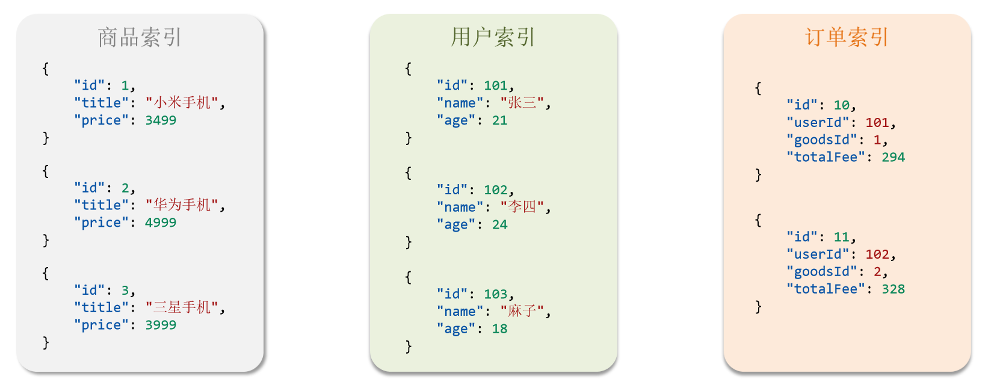 商品索引
{
"id": 1,
"title": "小米手机",
"price": 3499
}
{
"id": 2,
"title": "华为手机",
"price": 4999
}
{
"id": 3,
"title": "三星手机",
"price": 3999
}
用户索引
{
"id": 101,
"name": "张三",
"age": 21
}
{
"id": 102,
"name": "李四",
"age": 24
}
{
"id": 103,
"name": "麻子",
"age": 18
}
订单索引
{
"id": 10,
"userId": 101,
"goodsId": 1,
"totalFee": 294
}
{
"id": 11,
"userId": 102,
"goodsId": 2,
"totalFee": 328
}